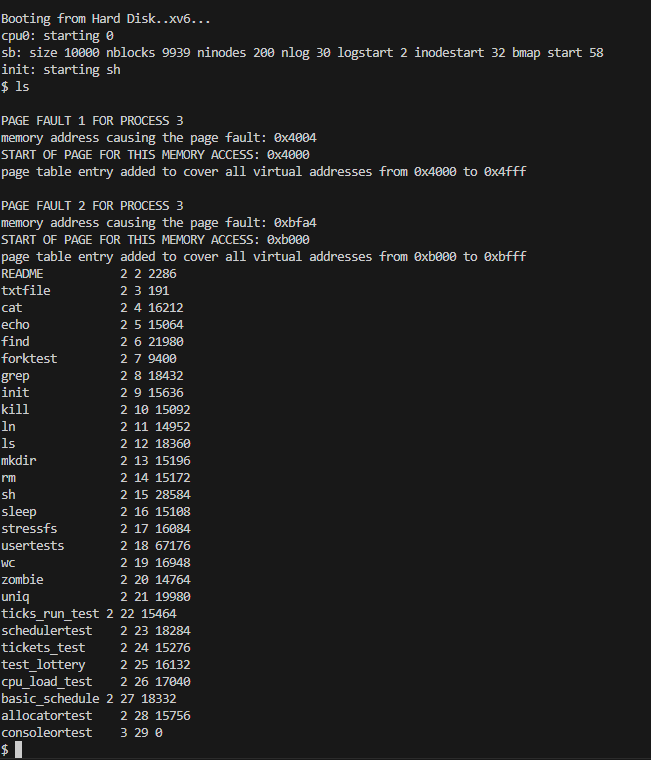 Booting from Hard Disk..xv6...
cpu0: starting 0
sb: size 10000 nblocks 9939 ninodes 200 nlog 30 logstart 2 inodestart 32 bmap start 58
init: starting sh
$ ls
PAGE FAULT 1 FOR PROCESS 3
memory address causing the page fault: 0x4004
START OF PAGE FOR THIS MEMORY ACCESS: 0x4000
page table entry added to cover all virtual addresses from 0x4000 to 0x4fff
PAGE FAULT 2 FOR PROCESS 3
memory address causing the page fault: 0xbfa4
START OF PAGE FOR THIS MEMORY ACCESS: 0xb000
page table entry added to cover all virtual addresses from 0xb000 to 0xbfff
README 2 2 2286
txtfile 2 3 191
cat 2 4 16212
echo 2 5 15064
find 2 6 21980
forktest 2 7 9400
grep 2 8 18432
init 2 9 15636
kill 2 10 15092
ln 2 11 14952
ls 2 12 18360
mkdir 2 13 15196
rm 2 14 15172
sh 2 15 28584
sleep 2 16 15108
stressfs 2 17 16084
usertests 2 18 67176
wc 2 19 16948
zombie 2 20 14764
uniq 2 21 19980
ticks_run_test 2 22 15464
schedulertest 2 23 18284
tickets_test 2 24 15276
test_lottery 2 25 16132
cpu_load_test 2 26 17040
basic_schedule 2 27 18332
allocatortest 2 28 15756
consoleortest 3 29 0
$